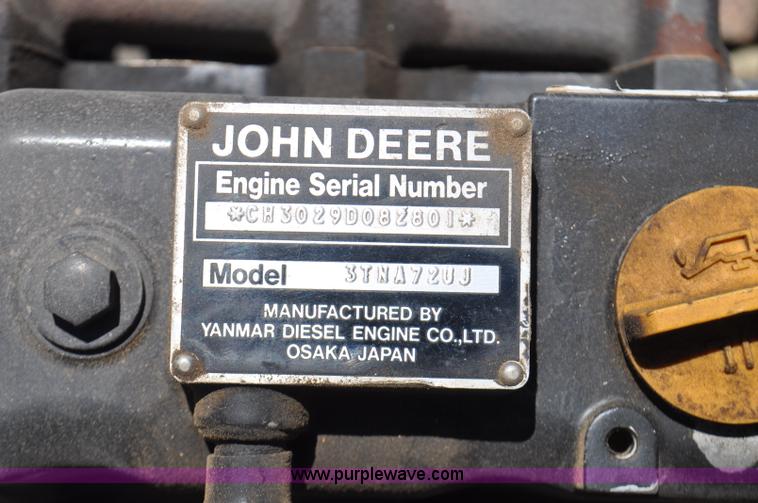 JOHN DEERE
Engine Serial Number
*CH3029D082801*
Model 3TNA72UJ
MANUFACTURED BY
YANMAR DIESEL ENGINE CO.,LTD.
OSAKA JAPAN
www.purplewave.com